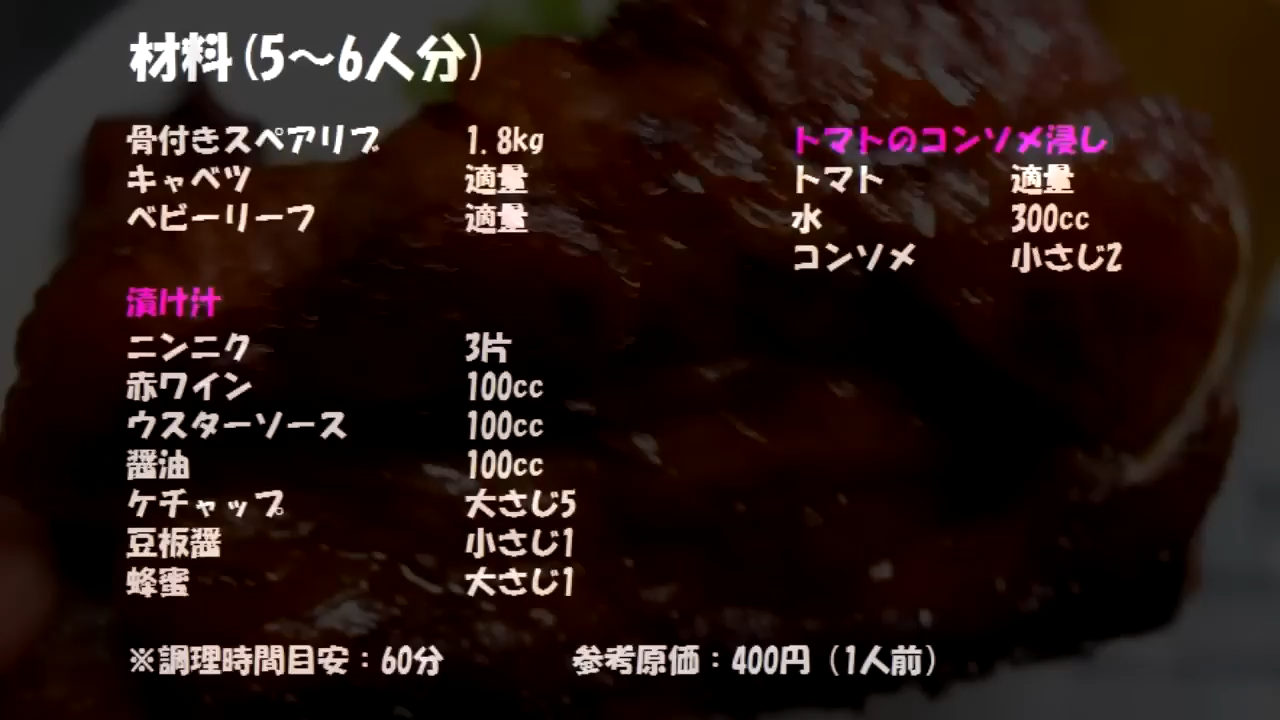 材料(5〜6人分)
骨付きスペアリブ 1.8kg
キャベツ 適量
ベビーリーフ 適量
漬け汁
ニンニク 3片
赤ワイン 100cc
ウスターソース 100cc
醤油 100cc
ケチャップ 大さじ5
豆板醤 小さじ1
蜂蜜 大さじ1
トマトのコンソメ浸し
トマト 適量
水 300cc
コンソメ 小さじ2
※調理時間目安：60分 参考原価：400円（1人前）